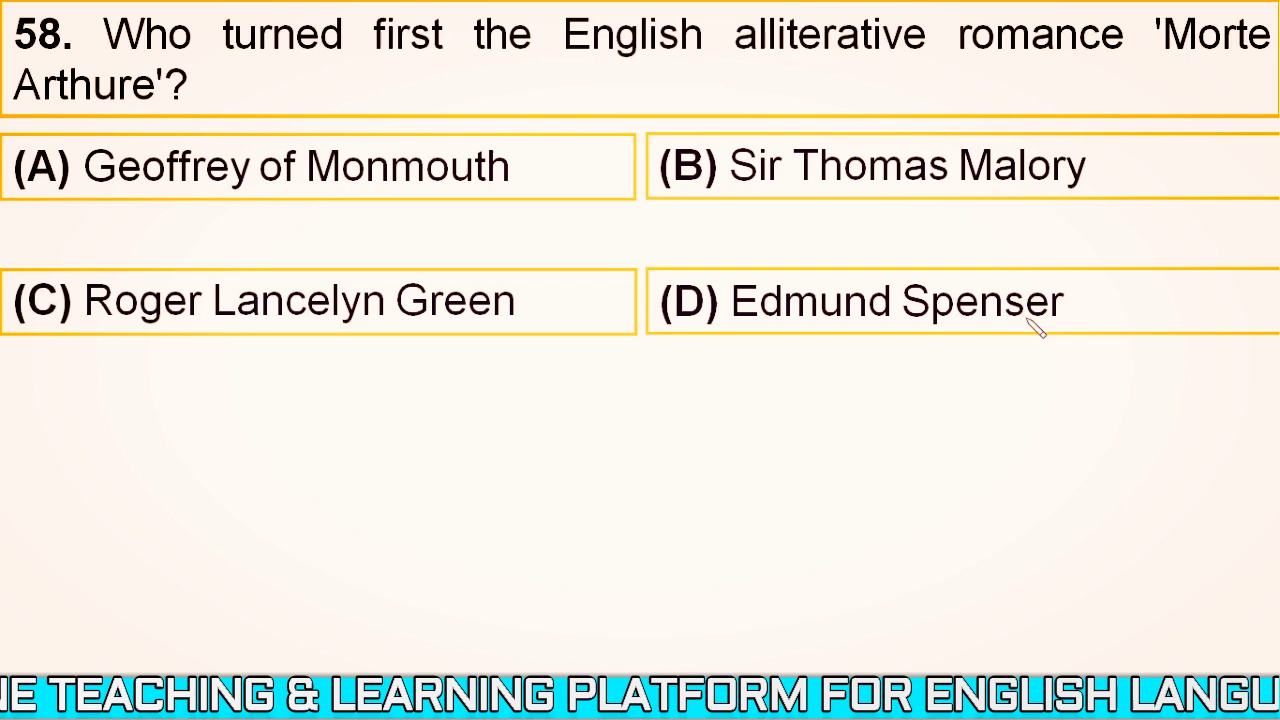 58. Who turned first the English alliterative romance 'Morte
Arthure'?
(A) Geoffrey of Monmouth
(B) Sir Thomas Malory
(C) Roger Lancelyn Green
(D) Edmund Spenser
NE TEACHING & LEARNING PLATFORM FOR ENGLISH LANGU